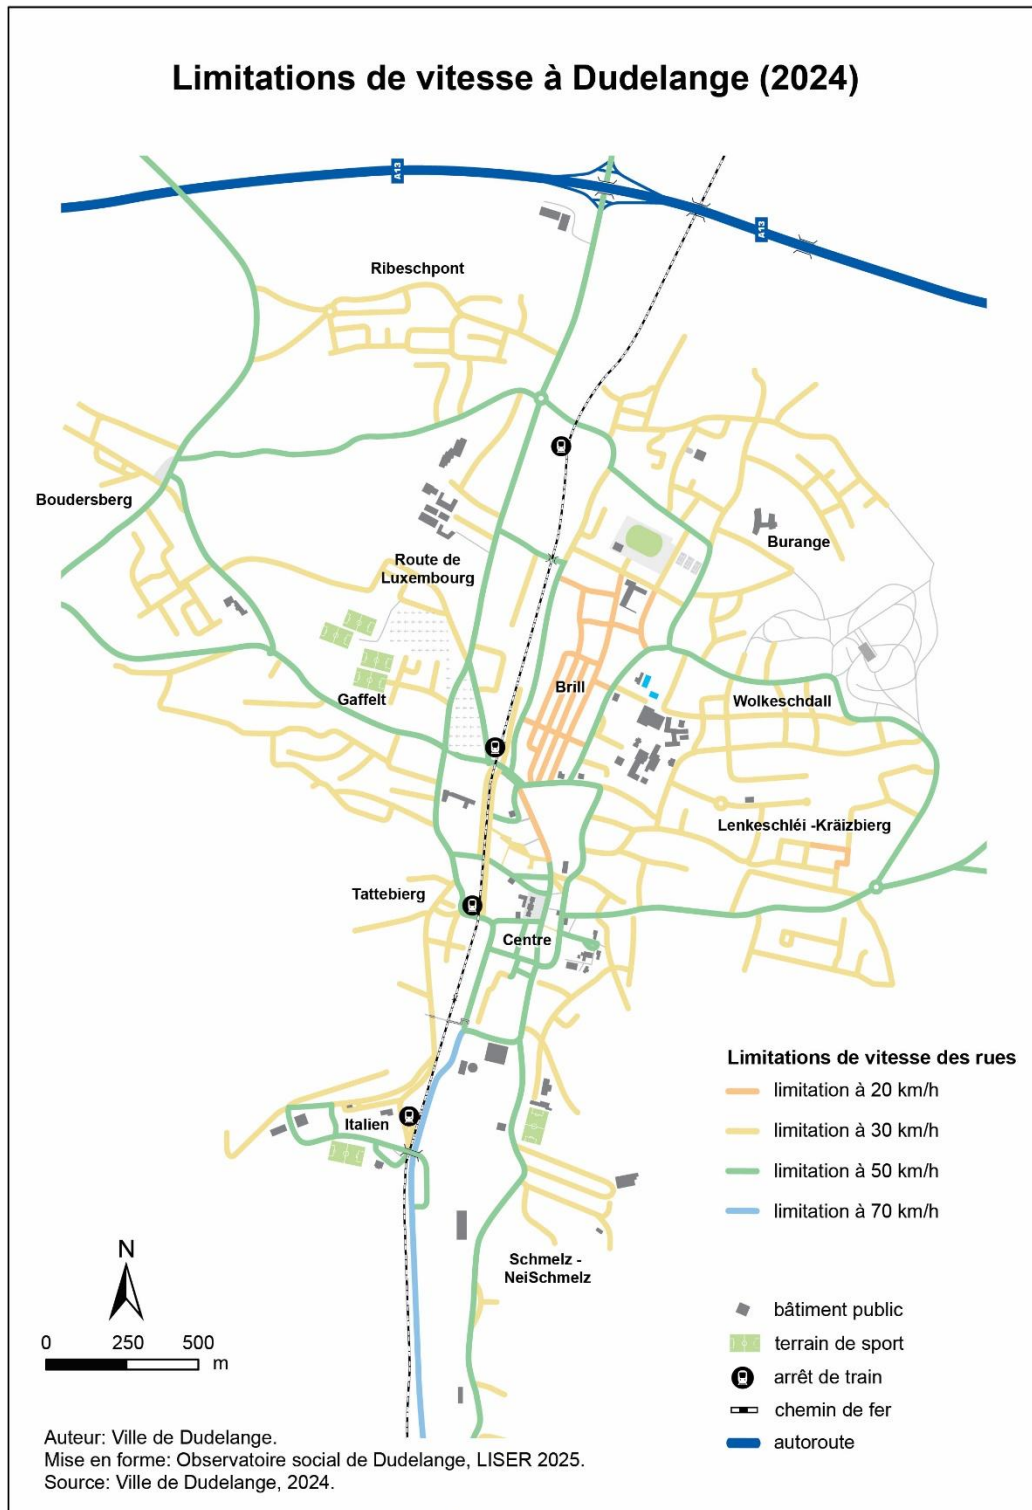 Limitations de vitesse à Dudelange (2024)
A13
A13
Ribeschpont
Boudersberg
Burange
Route de
Luxembourg
Brill
Gaffelt
Wolkeschdall
Lenkeschléi -Kräizbierg
Tattebierg
Centre
Italien
Schmelz -
NeiSchmelz
Limitations de vitesse des rues
limitation à 20 km/h
limitation à 30 km/h
limitation à 50 km/h
limitation à 70 km/h
bâtiment public
terrain de sport
arrêt de train
chemin de fer
autoroute
N
0 250 500
m
Auteur: Ville de Dudelange.
Mise en forme: Observatoire social de Dudelange, LISER 2025.
Source: Ville de Dudelange, 2024.